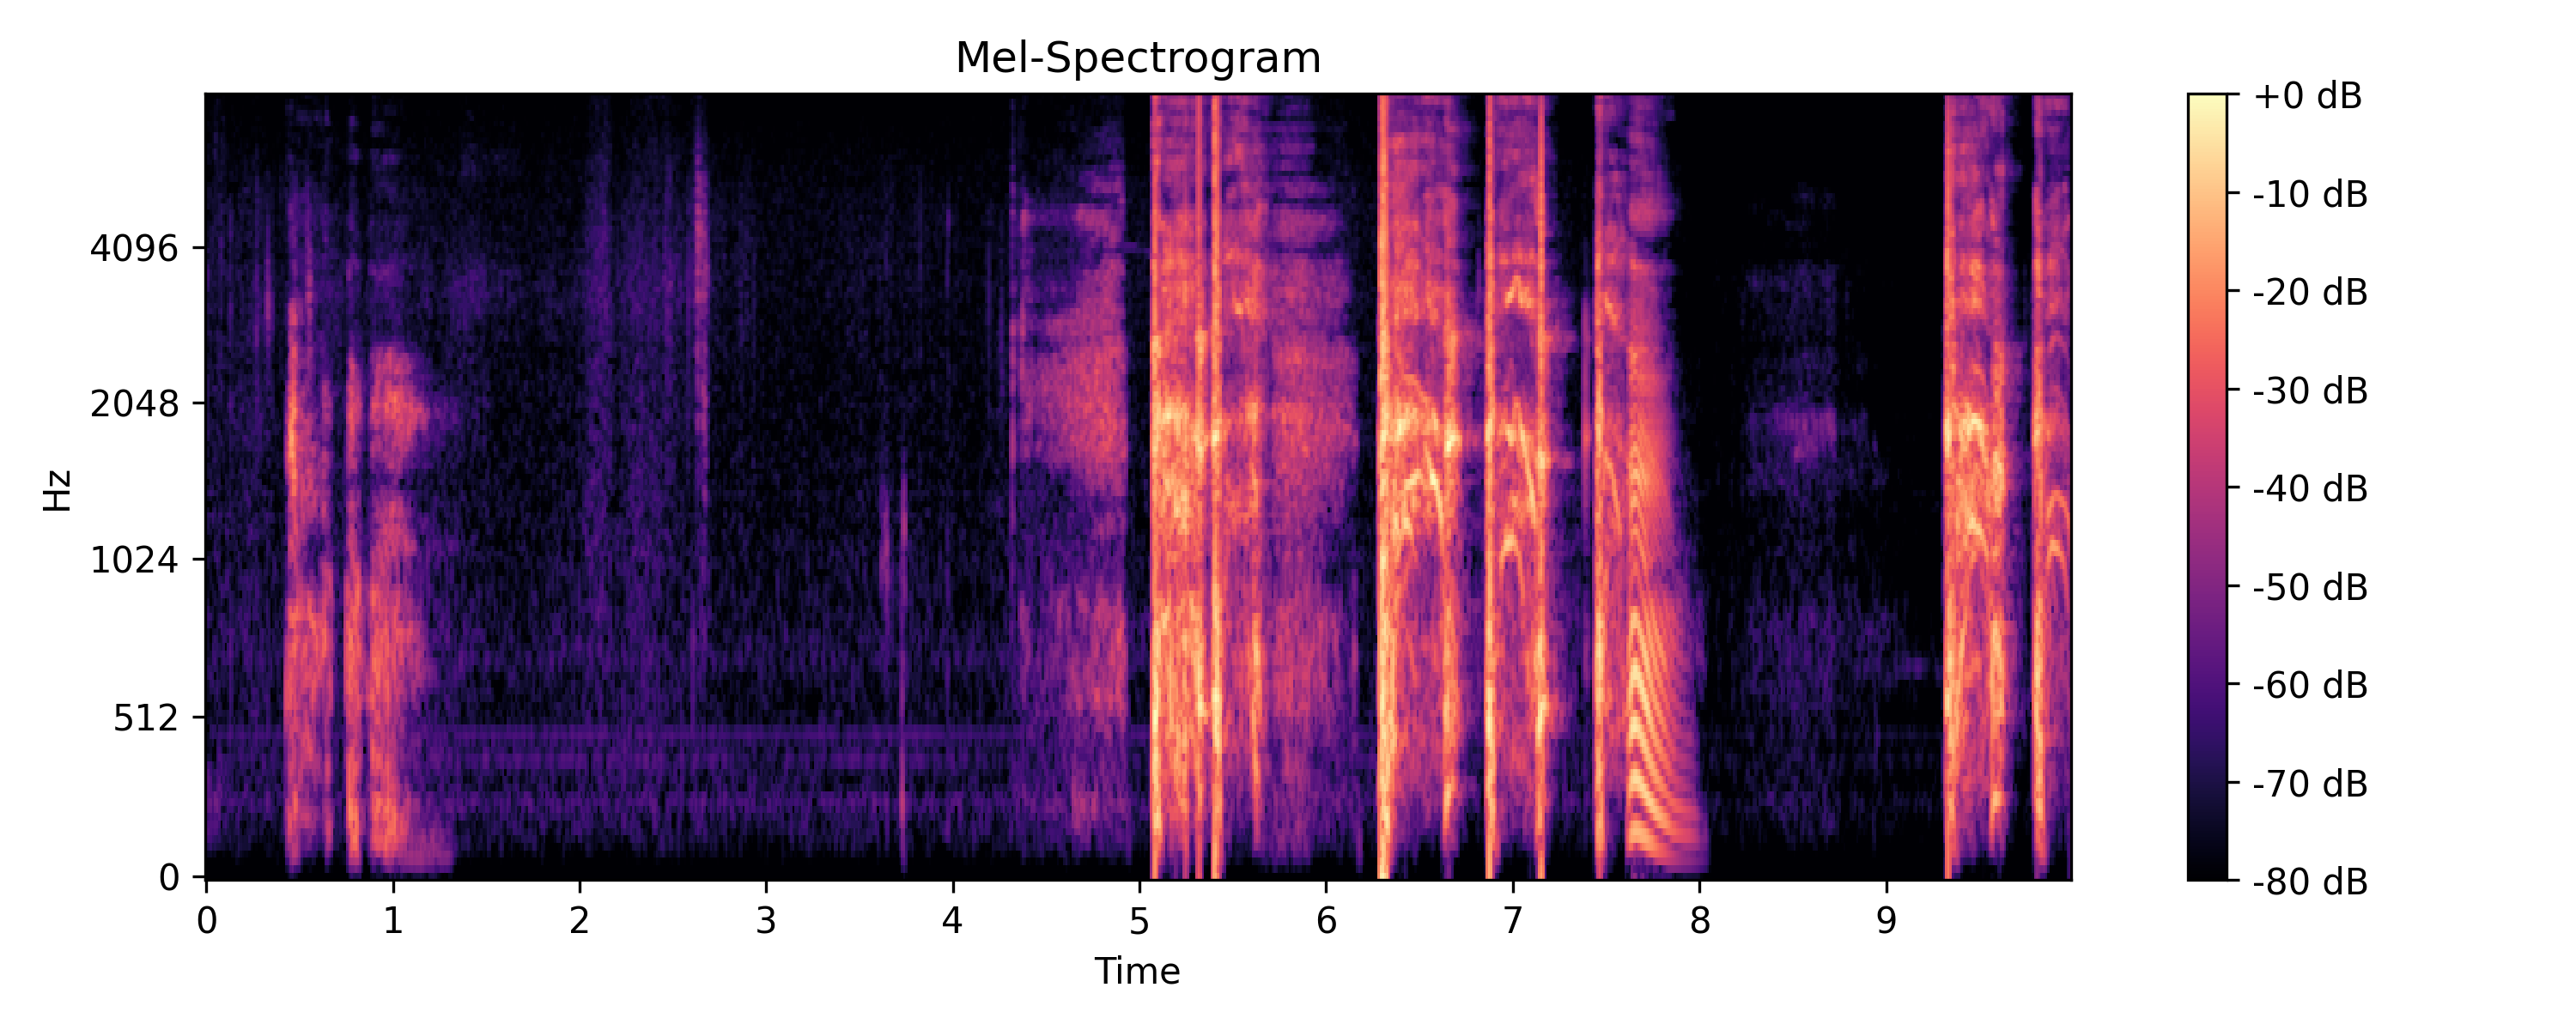 Mel-Spectrogram
+0 dB
-10 dB
-20 dB
-30 dB
-40 dB
-50 dB
-60 dB
-70 dB
-80 dB
Hz
4096
2048
1024
512
0
0 1 2 3 4 5 6 7 8 9
Time